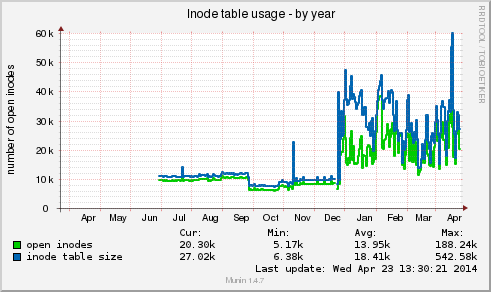 Inode table usage - by year
RRDTOOL / TOBI OETIKER
number of open inodes
60 k
50 k
40 k
30 k
20 k
10 k
0
Apr May Jun Jul Aug Sep Oct Nov Dec Jan Feb Mar Apr
Cur: Min: Avg: Max:
open inodes 20.30k 5.17k 13.95k 188.24k
inode table size 27.02k 6.38k 18.41k 542.58k
Last update: Wed Apr 23 13:30:21 2014
Munin 1.4.7